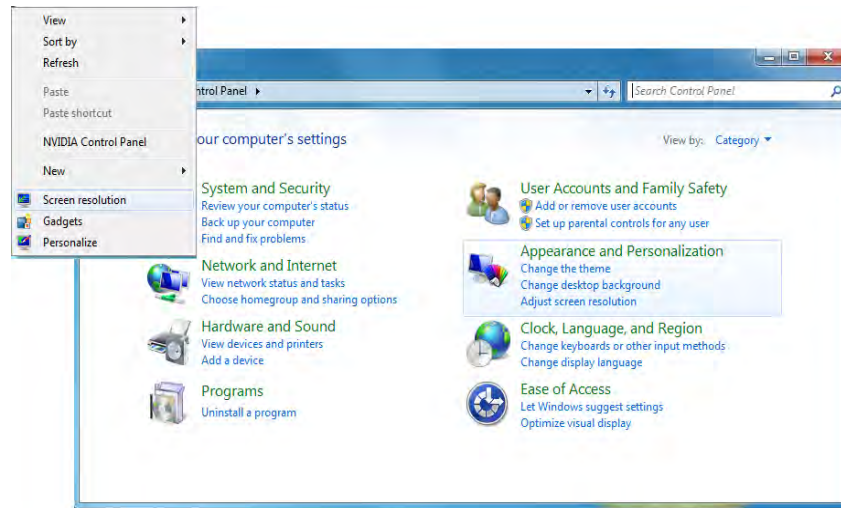 View
Sort by
Refresh
Paste
Paste shortcut
NVIDIA Control Panel
New
Screen resolution
Gadgets
Personalize
ntrol Panel
Search Control Panel
our computer's settings
View by: Category
System and Security
Review your computer's status
Back up your computer
Find and fix problems
Network and Internet
View network status and tasks
Choose homegroup and sharing options
Hardware and Sound
View devices and printers
Add a device
Programs
Uninstall a program
User Accounts and Family Safety
Add or remove user accounts
Set up parental controls for any user
Appearance and Personalization
Change the theme
Change desktop background
Adjust screen resolution
Clock, Language, and Region
Change keyboards or other input methods
Change display language
Ease of Access
Let Windows suggest settings
Optimize visual display